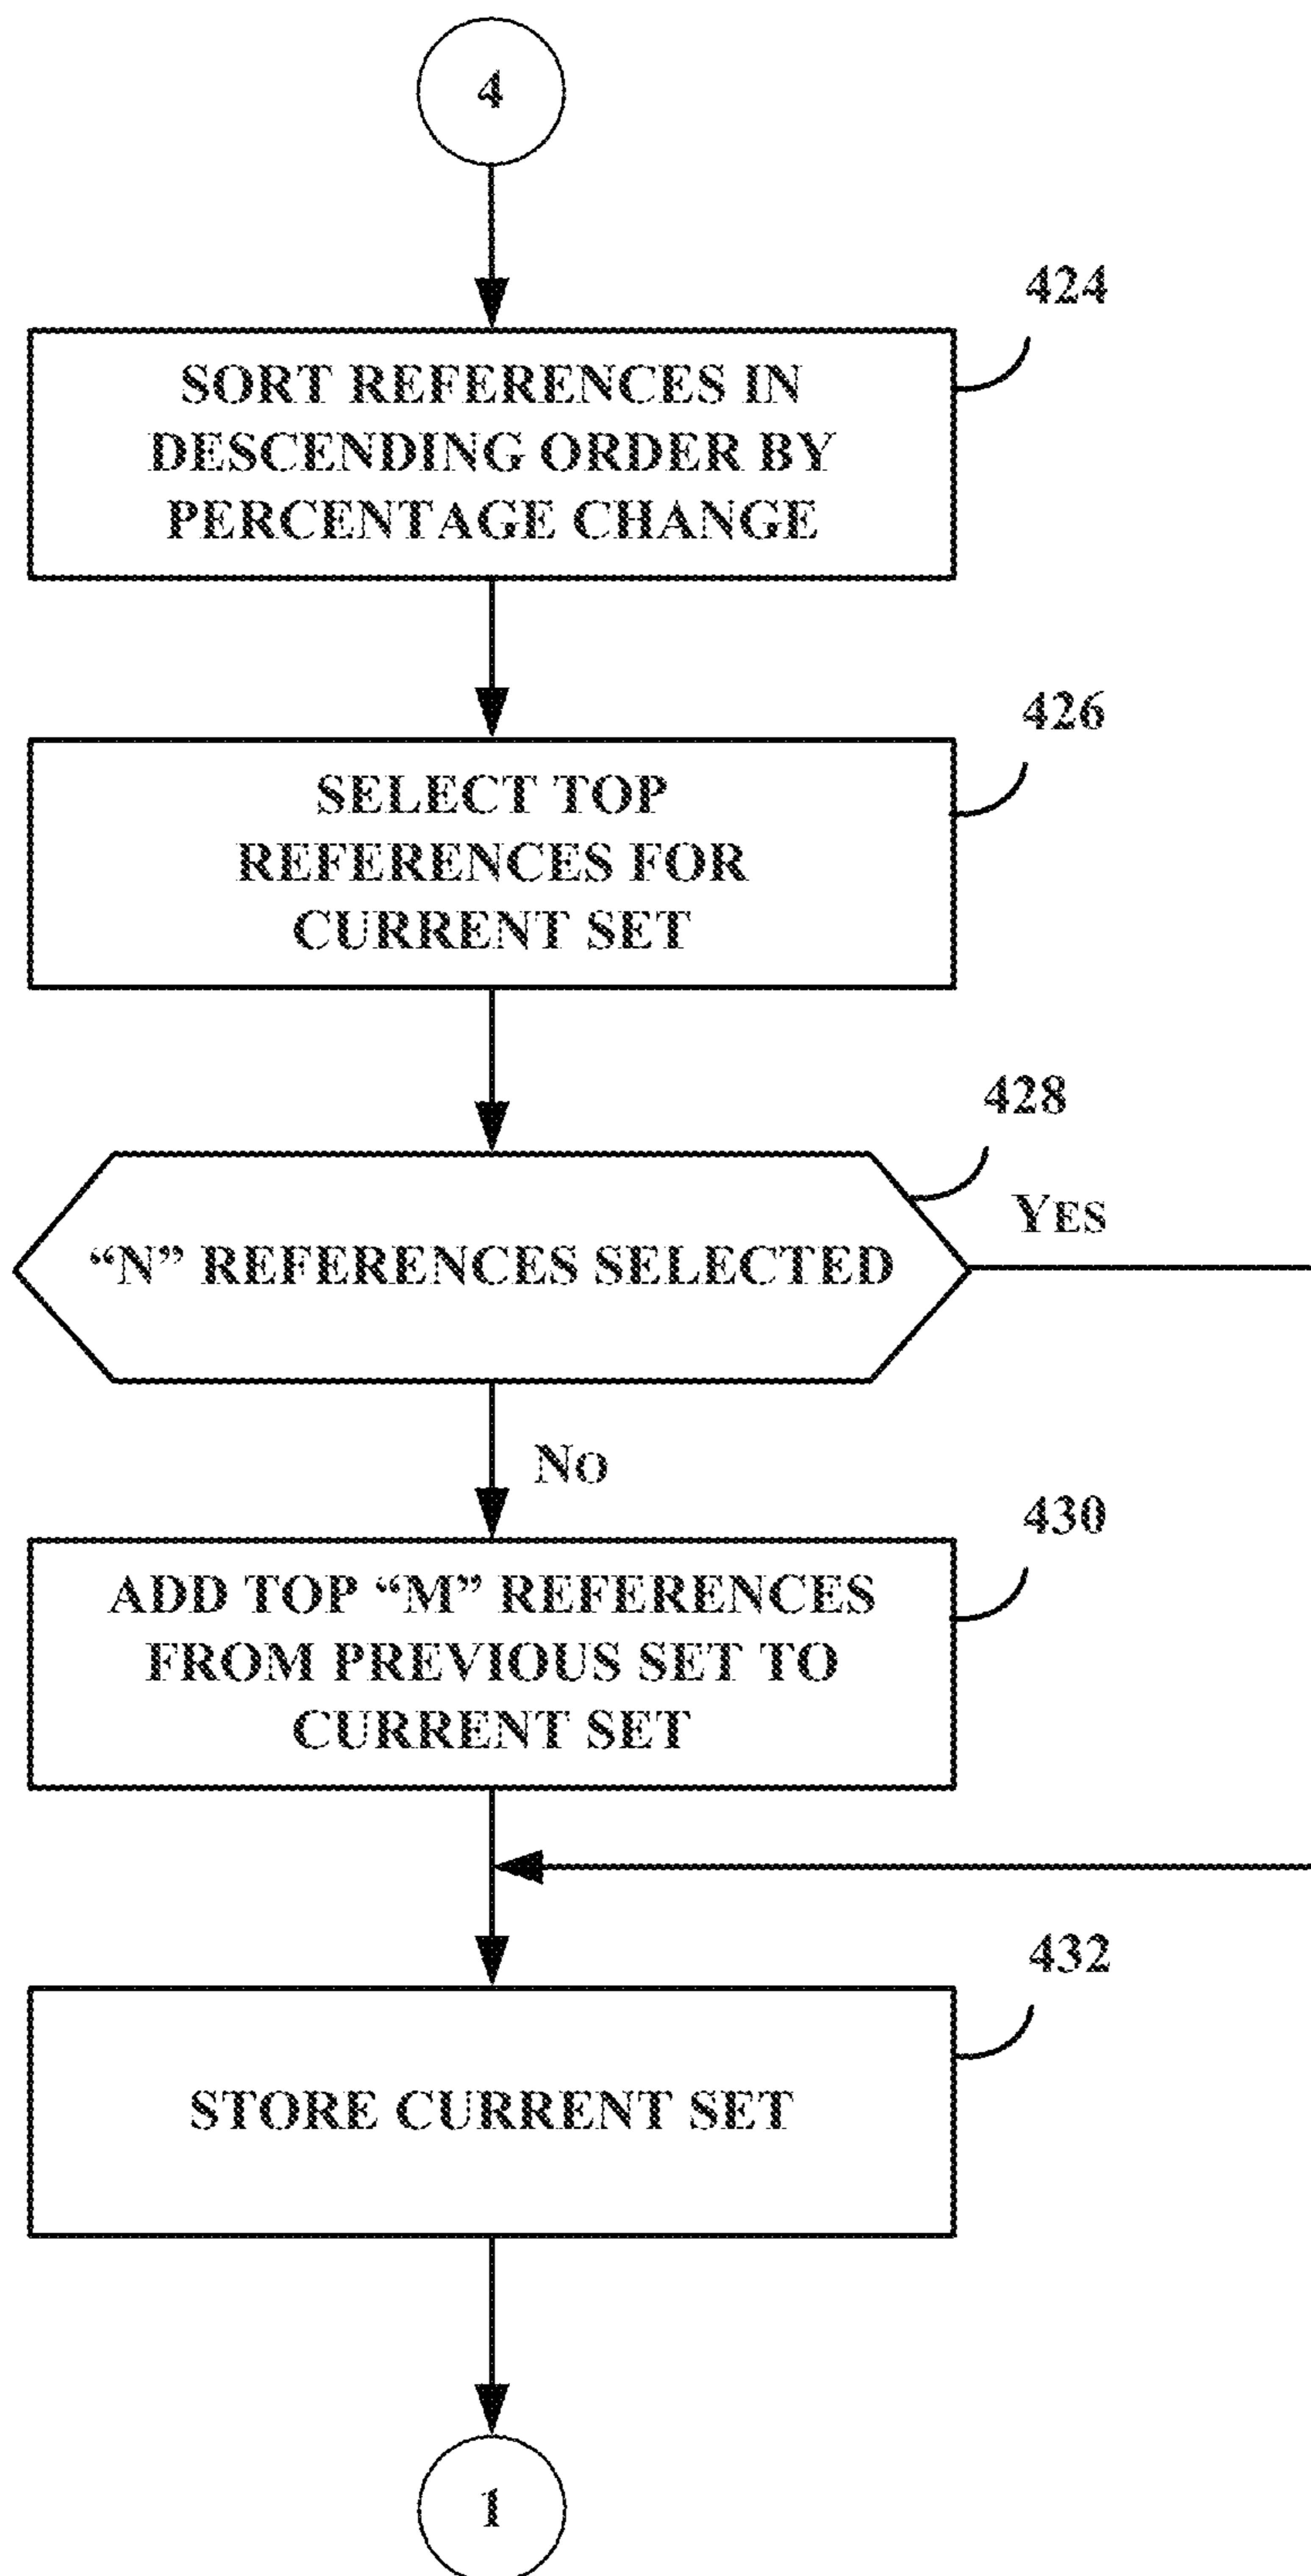 4
424
SORT REFERENCES IN
DESCENDING ORDER BY
PERCENTAGE CHANGE
426
SELECT TOP
REFERENCES FOR
CURRENT SET
428
YES
“N” REFERENCES SELECTED
NO
430
ADD TOP “M” REFERENCES
FROM PREVIOUS SET TO
CURRENT SET
432
STORE CURRENT SET
1